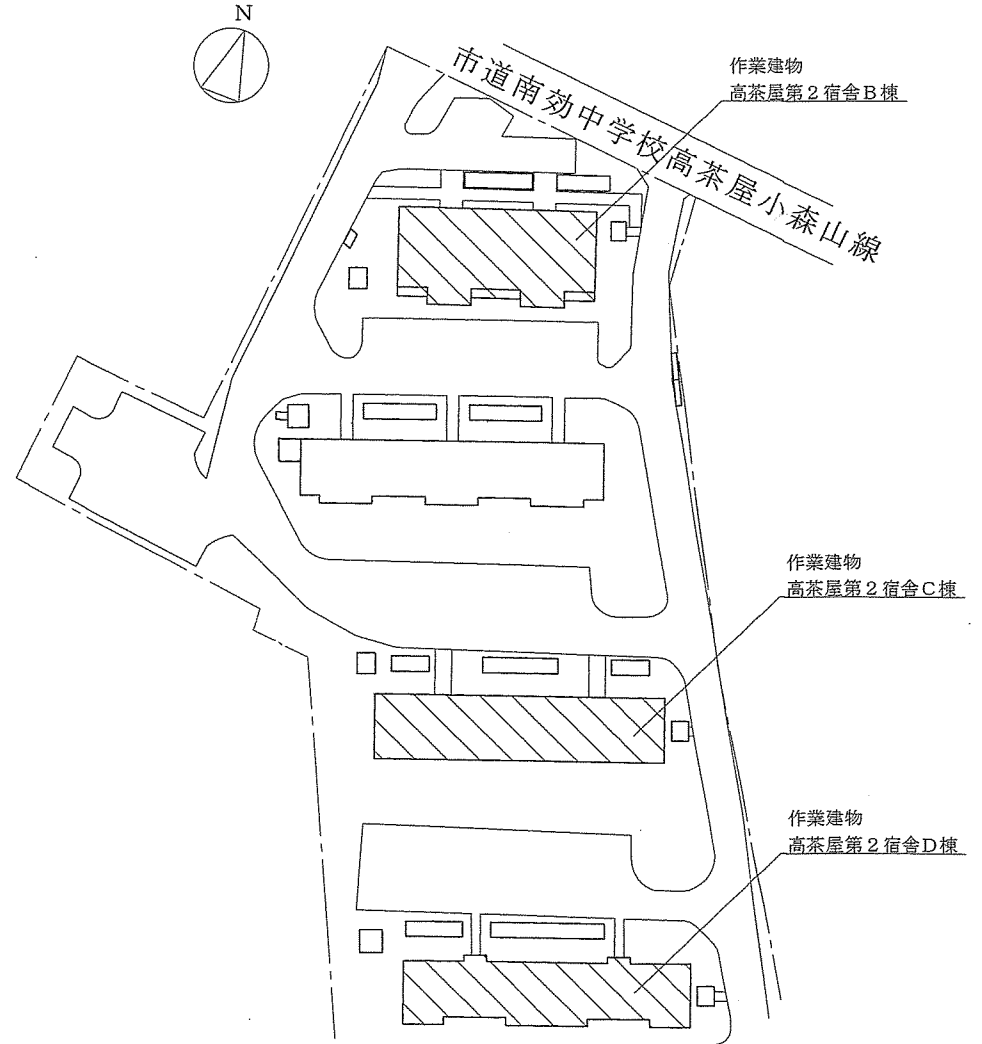 N
市道南効中学校高茶屋小森山線
作業建物
高茶屋第２宿舎Ｂ棟
作業建物
高茶屋第２宿舎Ｃ棟
作業建物
高茶屋第２宿舎Ｄ棟